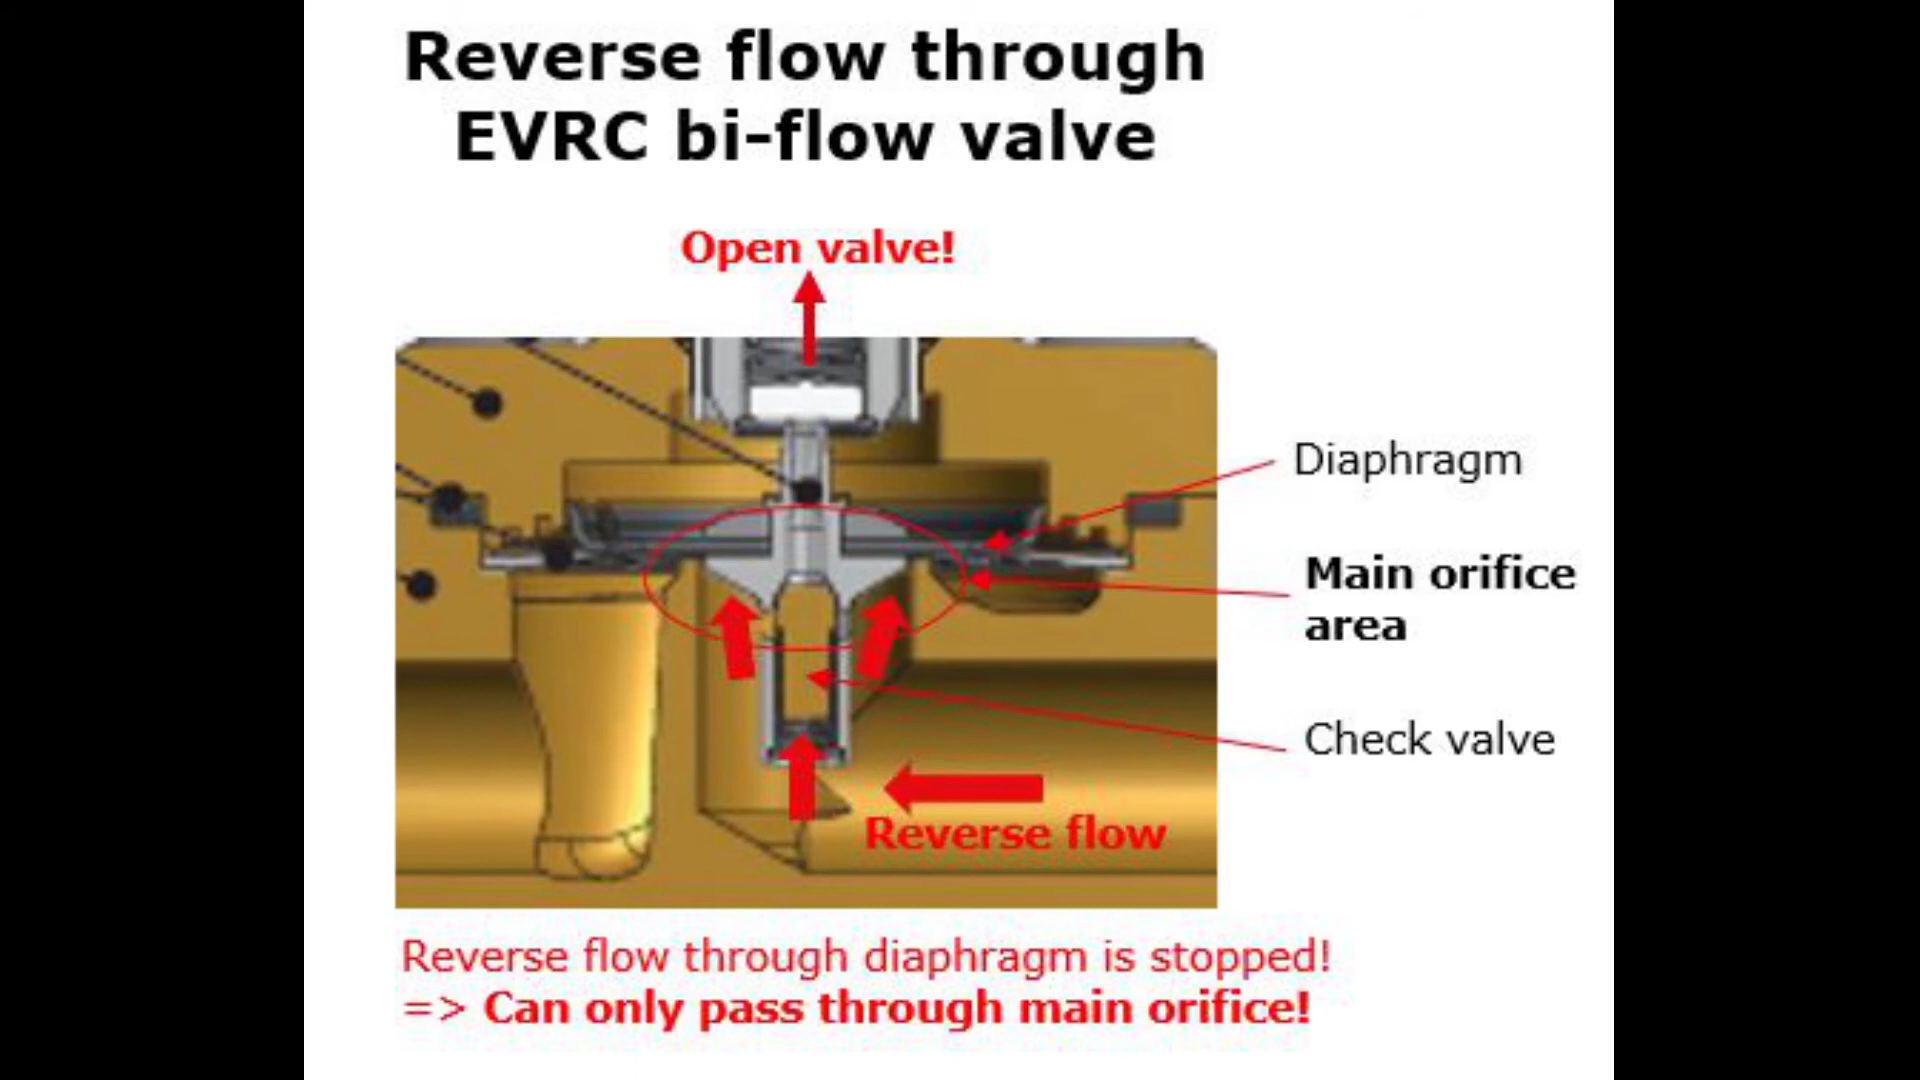 Reverse flow through
EVRC bi-flow valve
Open valve!
Diaphragm
Main orifice
area
Check valve
Reverse flow
Reverse flow through diaphragm is stopped!
=> Can only pass through main orifice!